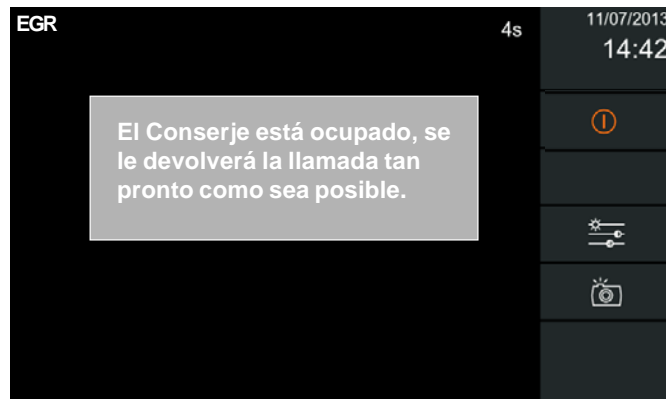 EGR
4s
11/07/2013
14:42
El Conserje está ocupado, se
le devolverá la llamada tan
pronto como sea posible.